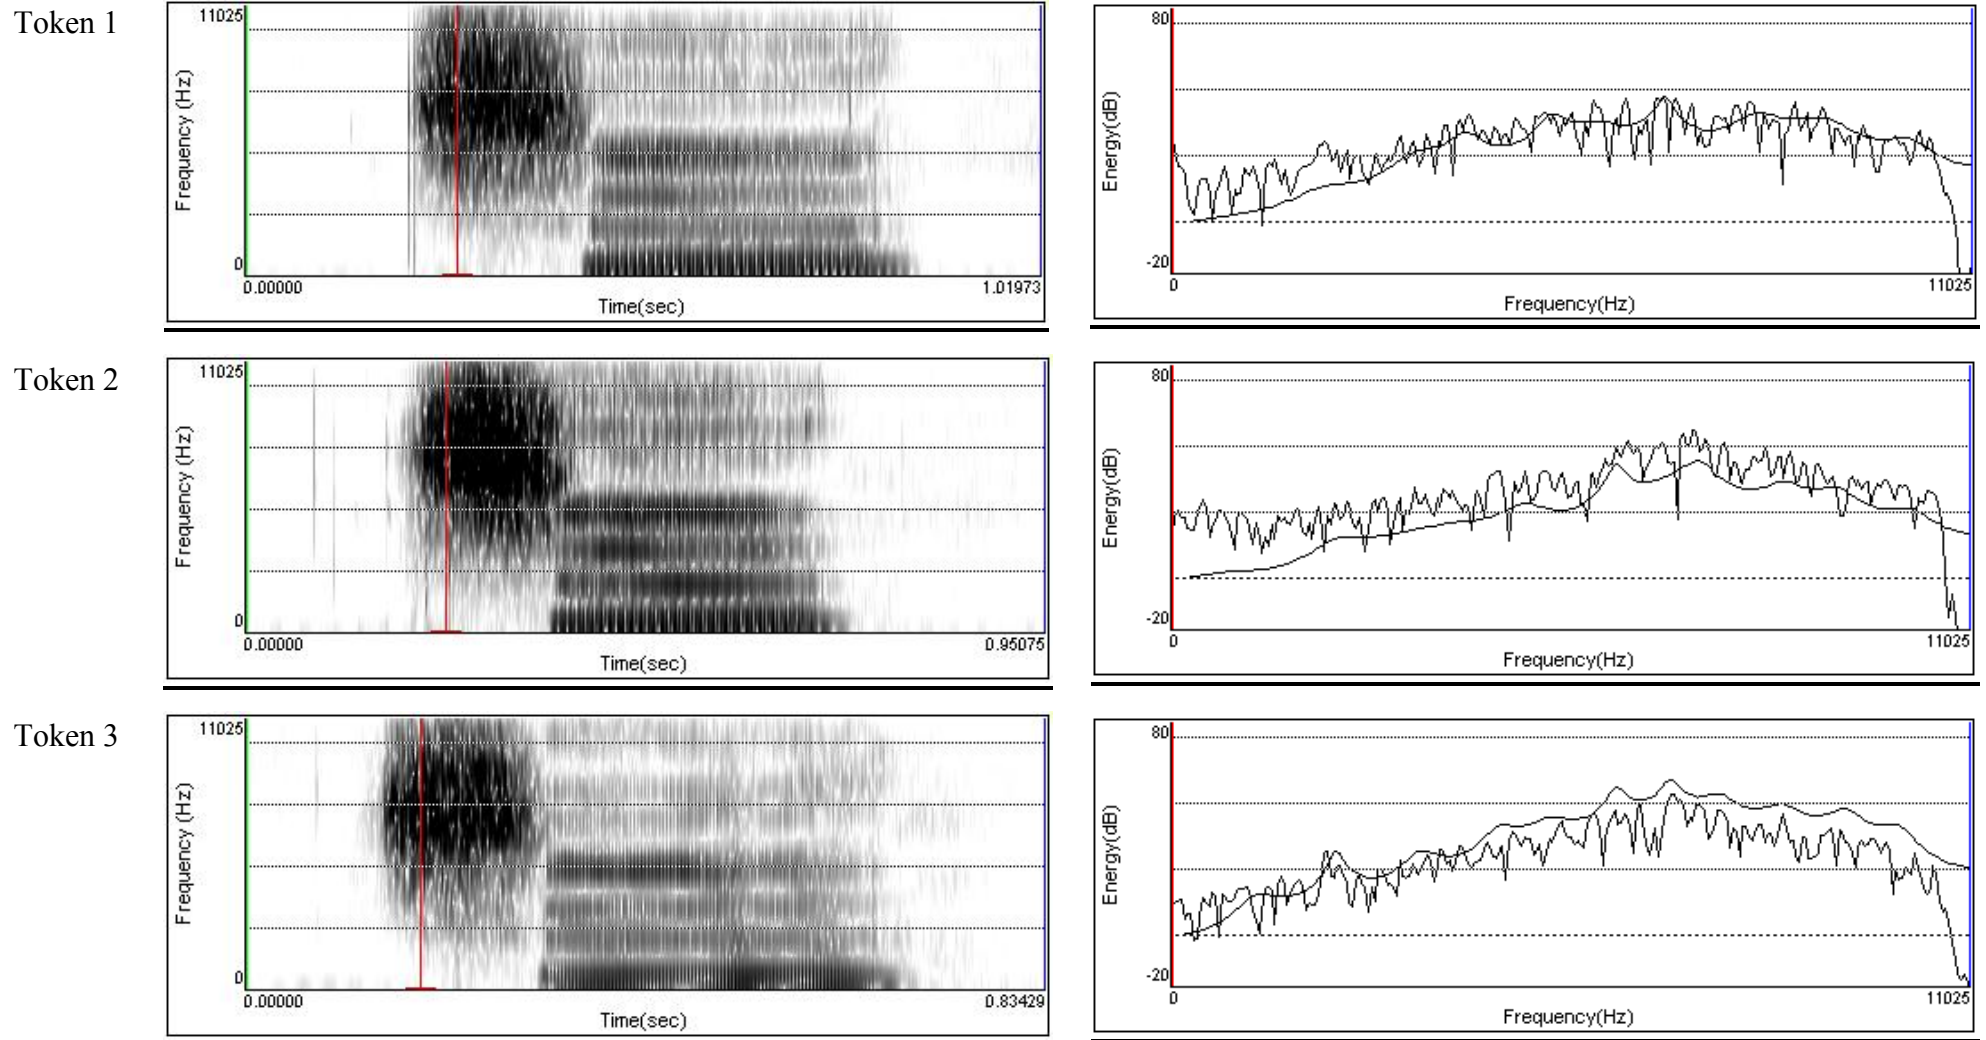 Token 1
11025
Frequency (Hz)
0
0.00000
1.01973
Time(sec)
80
Energy(dB)
-20
0
11025
Frequency(Hz)
Token 2
11025
Frequency (Hz)
0
0.00000
0.95075
Time(sec)
80
Energy(dB)
-20
0
11025
Frequency(Hz)
Token 3
11025
Frequency (Hz)
0
0.00000
0.83429
Time(sec)
80
Energy(dB)
-20
0
11025
Frequency(Hz)